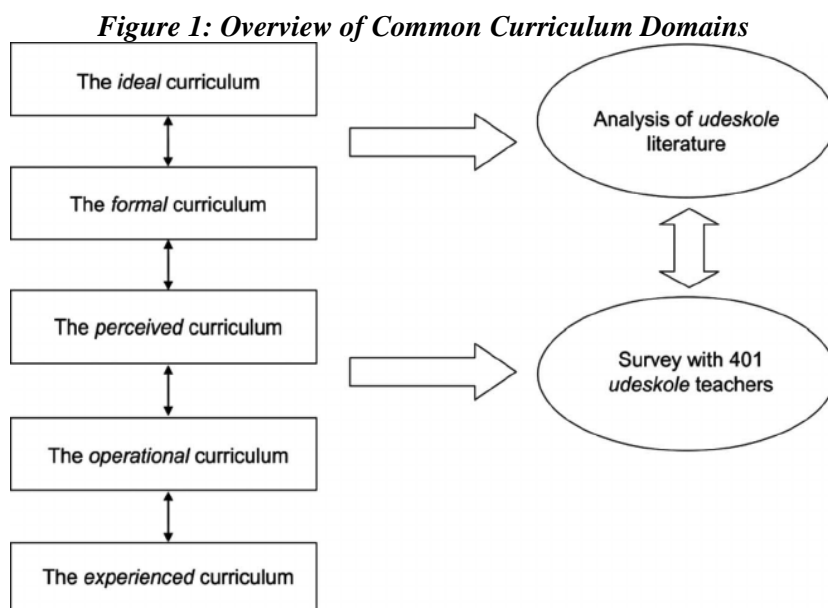 Figure 1: Overview of Common Curriculum Domains
The ideal curriculum
The formal curriculum
The perceived curriculum
The operational curriculum
The experienced curriculum
Analysis of udeskole
literature
Survey with 401
udeskole teachers